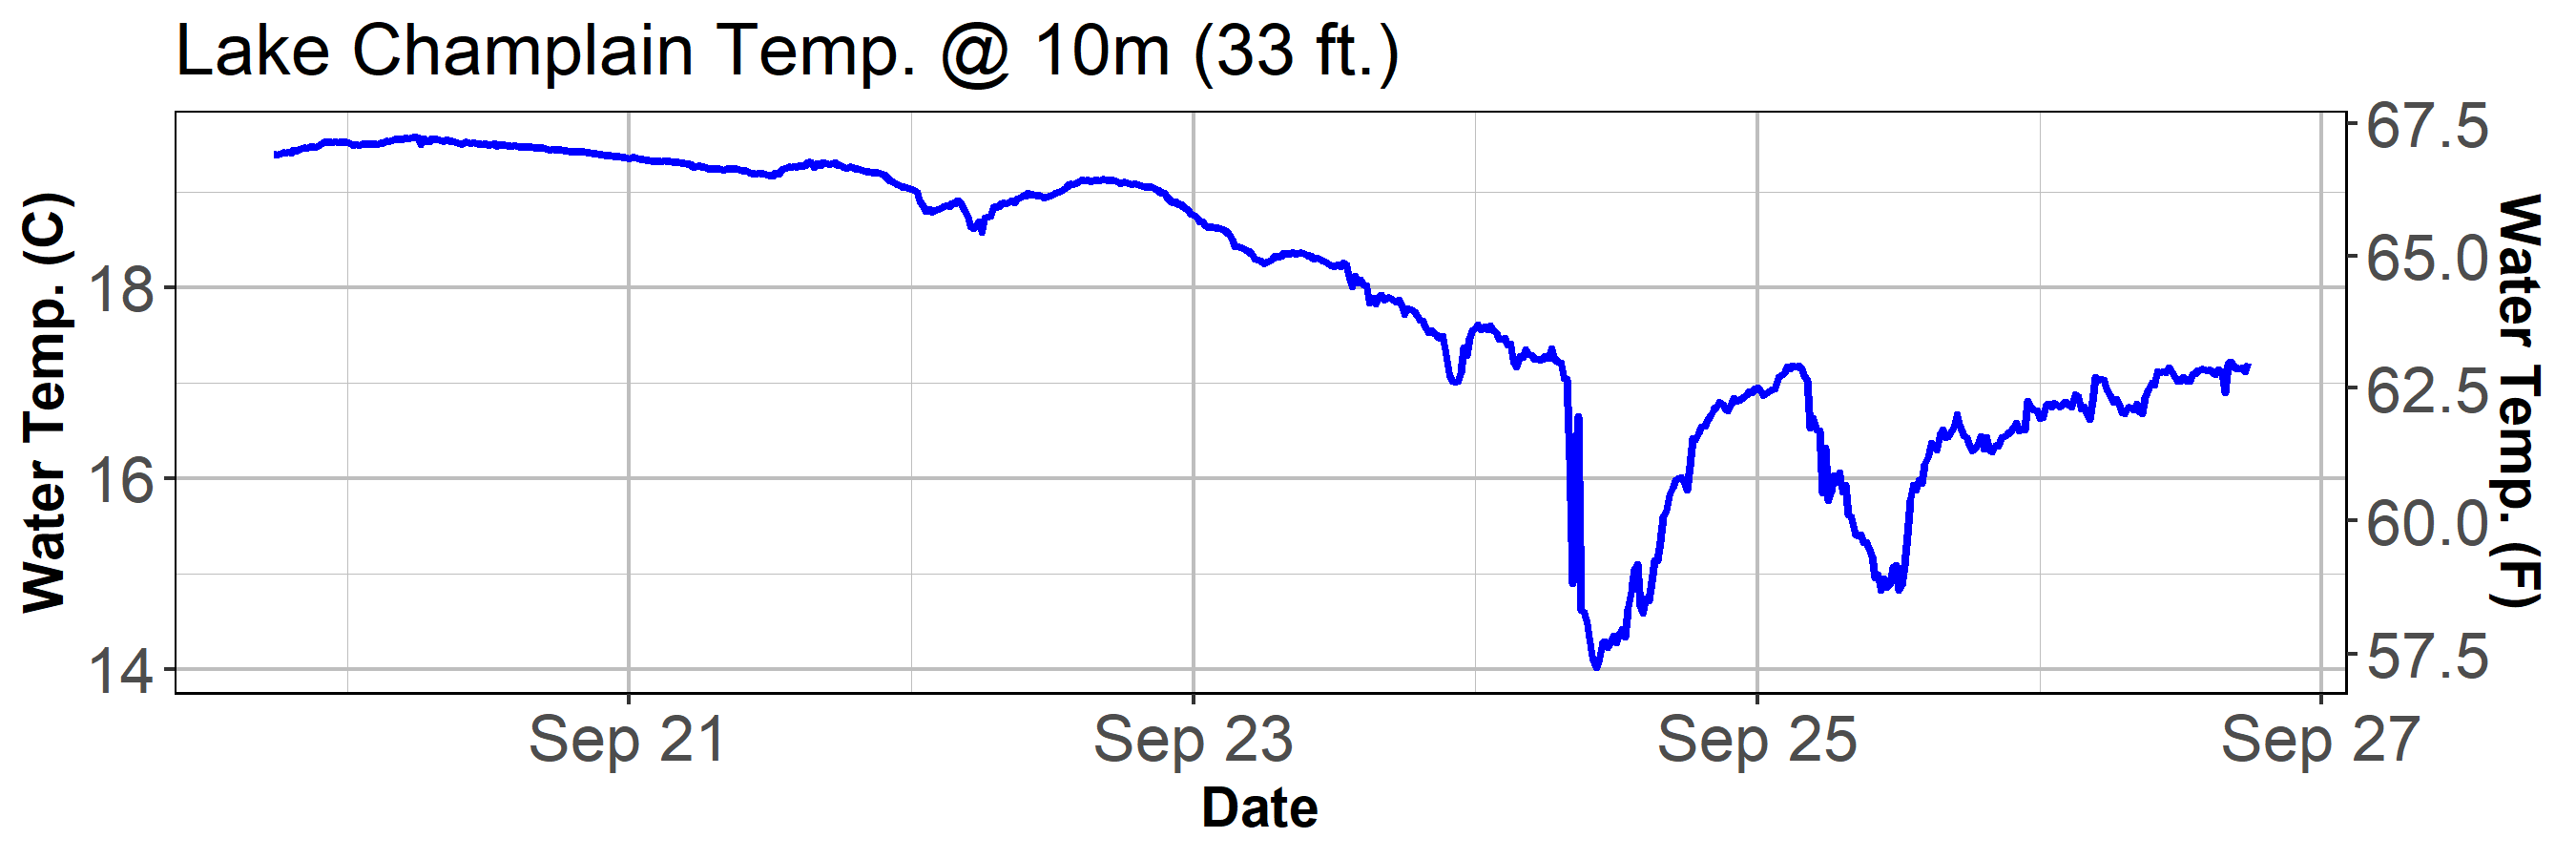 Lake Champlain Temp. @ 10m (33 ft.)
Water Temp. (C)
18
16
14
67.5
65.0
62.5
60.0
57.5
Water Temp. (F)
Sep 21
Sep 23
Sep 25
Sep 27
Date